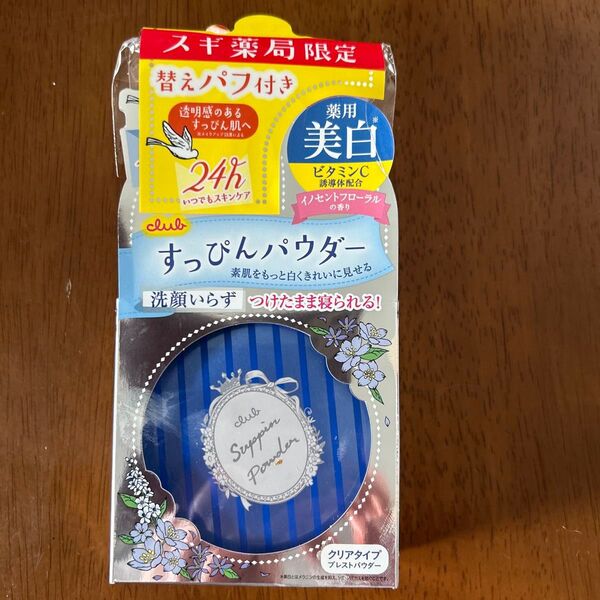 スギ薬局限定
替えパフ付き
透明感のある
すっぴん肌へ
24h
いつでもスキンケア
薬用
美白※
ビタミンC
誘導体配合
イノセントフローラル
の香り
club
すっぴんパウダー
素肌をもっと白くきれいに見せる
洗顔いらず
つけたまま寝られる!
club
Suppin
Powder
クリアタイプ
プレストパウダー